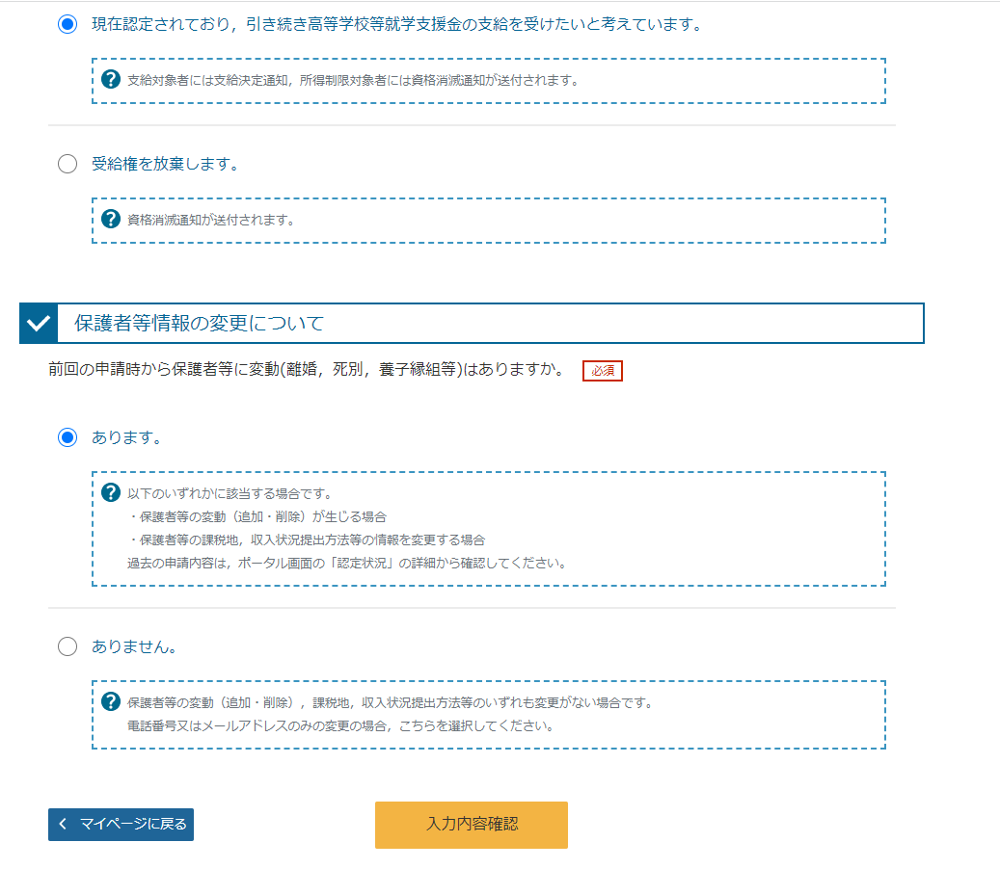 現在認定されており，引き続き高等学校等就学支援金の支給を受けたいと考えています。
? 支給対象者には支給決定通知，所得制限対象者には資格消滅通知が送付されます。
受給権を放棄します。
? 資格消滅通知が送付されます。
保護者等情報の変更について
前回の申請時から保護者等に変動(離婚，死別，養子縁組等)はありますか。 必須
あります。
? 以下のいずれかに該当する場合です。
・保護者等の変動（追加・削除）が生じる場合
・保護者等の課税地，収入状況提出方法等の情報を変更する場合
過去の申請内容は，ポータル画面の「認定状況」の詳細から確認してください。
ありません。
? 保護者等の変動（追加・削除），課税地，収入状況提出方法等のいずれも変更がない場合です。
電話番号又はメールアドレスのみの変更の場合，こちらを選択してください。
マイページに戻る 入力内容確認